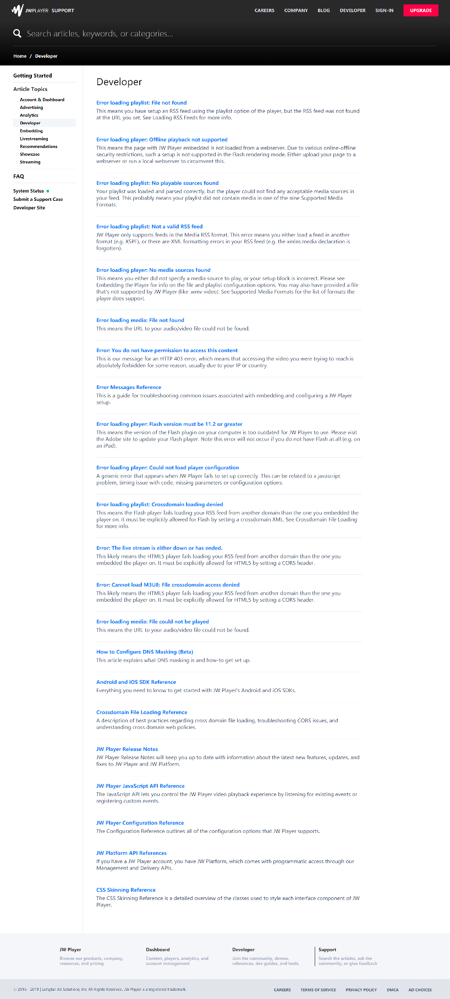 JWPLAYER SUPPORT
CAREERS COMPANY BLOG DEVELOPER SIGN-IN UPGRADE
Search articles, keywords, or categories...
Home / Developer
Getting Started
Article Topics
Account & Dashboard
Advertising
Analytics
Developer
Embedding
Livestreaming
Recommendations
Showcase
Streaming
FAQ
System Status
Submit a Support Case
Developer Site
Developer
Error loading playlist: File not found
This means you have setup an RSS feed using the playlist option of the player, but the RSS feed was not found
at the URL you set. See Loading RSS Feeds for more info.
Error loading player: Offline playback not supported
This means the page with JW Player embedded is not loaded from a webserver. Due to various online-offline
security restrictions, such a setup is not supported in the Flash rendering mode. Either upload your page to a
webserver or run a local webserver to circumvent this.
Error loading playlist: No playable sources found
Your playlist was loaded and parsed correctly, but the player could not find any acceptable media sources in
your feed. This probably means your playlist did not contain media in one of the nine Supported Media
Formats.
Error loading playlist: Not a valid RSS feed
JW Player only supports feeds in the Media RSS format. This error means you either load a feed in another
format (e.g. XSPF), or there are XML formatting errors in your RSS feed (e.g. the xmlns:media declaration is
forgotten).
Error loading player: No media sources found
This means you either did not specify a media source to play, or your setup block is incorrect. Please see
Embedding the Player for info on the file and playlist configuration options. You may also have provided a file
that's not supported by JW Player (like .wmv video). See Supported Media Formats for the list of formats the
player does support.
Error loading media: File not found
This means the URL to your audio/video file could not be found.
Error: You do not have permission to access this content
This is our message for an HTTP 403 error, which means that accessing the video you were trying to reach is
absolutely forbidden for some reason, usually due to your IP or country.
Error Messages Reference
This is a guide for troubleshooting common issues associated with embedding and configuring a JW Player
setup.
Error loading player: Flash version must be 11.2 or greater
This means the version of the Flash plugin on your computer is too outdated for JW Player to use. Please visit
the Adobe site to update your Flash player. Note this error will not occur if you do not have Flash at all (e.g. on
an iPad).
Error loading player: Could not load player configuration
A generic error that appears when JW Player fails to set up correctly. This can be related to a javascript
problem, timing issue with code, missing parameters or configuration options.
Error loading playlist: Crossdomain loading denied
This means the Flash player fails loading your RSS feed from another domain than the one you embedded the
player on. It must be explicitly allowed for Flash by setting a crossdomain XML. See Crossdomain File Loading
for more info.
Error: The live stream is either down or has ended.
This likely means the HTML5 player fails loading your RSS feed from another domain than the one you
embedded the player on. It must be explicitly allowed for HTML5 by setting a CORS header.
Error: Cannot load M3U8: File crossdomain access denied
This likely means the HTML5 player fails loading your RSS feed from another domain than the one you
embedded the player on. It must be explicitly allowed for HTML5 by setting a CORS header.
Error loading media: File could not be played
This means the URL to your audio/video file could not be found.
How to Configure DNS Masking (Beta)
This article explains what DNS masking is and how-to get set up.
Android and iOS SDK Reference
Everything you need to know to get started with JW Player's Android and iOS SDKs.
Crossdomain File Loading Reference
A description of best practices regarding cross domain file loading, troubleshooting CORS issues, and
understanding cross domain web policies.
JW Player Release Notes
JW Player Release Notes will keep you up to date with information about the latest new features, updates, and
fixes to JW Player and JW Platform.
JW Player JavaScript API Reference
The JavaScript API lets you control the JW Player video playback experience by listening for existing events or
registering custom events.
JW Player Configuration Reference
The Configuration Reference outlines all of the configuration options that JW Player supports.
JW Platform API References
If you have a JW Player account, you have JW Platform, which comes with programmatic access through our
Management and Delivery APIs.
CSS Skinning Reference
The CSS Skinning Reference is a detailed overview of the classes used to style each interface component of JW
Player.
JW Player
Browse our products, company,
resources, and pricing
Dashboard
Content, players, analytics, and
account management
Developer
Join the community, demos,
references, dev guides, and tools.
Support
Search the articles, ask the
community, or give feedback
© 2016 - 2019 | Longtail Ad Solutions, Inc. All Rights Reserved. JW Player is a registered trademark.
CAREERS TERMS OF SERVICE PRIVACY POLICY DMCA AD CHOICES